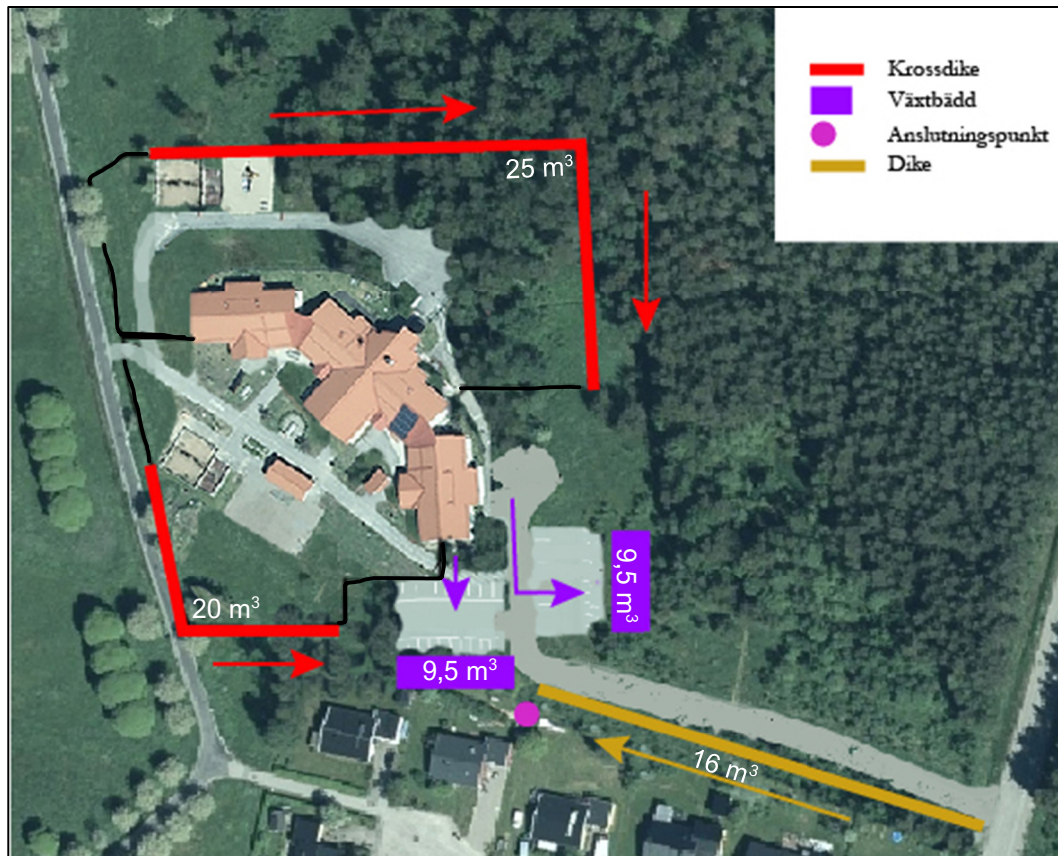 Krossdike
Växtbädd
Anslutningspunkt
Dike
25 m³
20 m³
9,5 m³
9,5 m³
16 m³